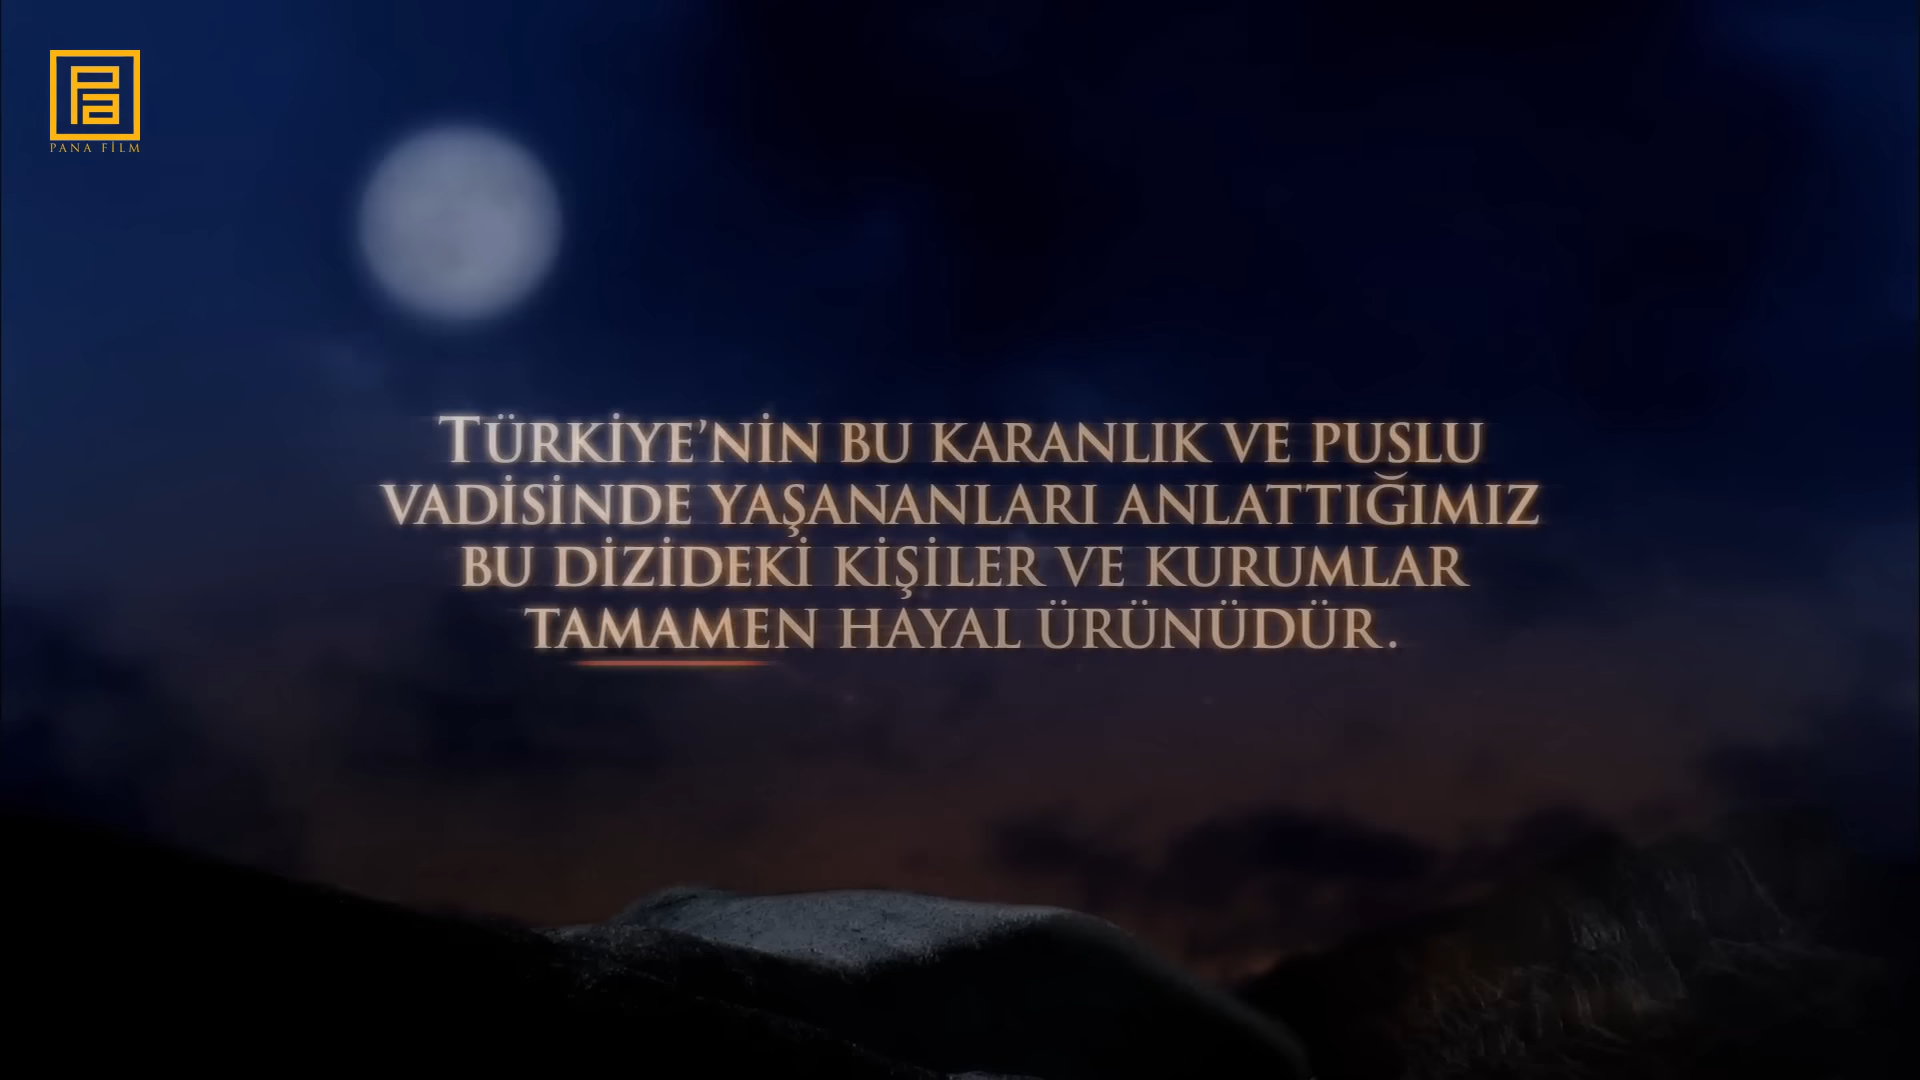 PANA FİLM
TÜRKİYE’NİN BU KARANLIK VE PUSLU
VADİSİNDE YAŞANANLARI ANLATTIĞIMIZ
BU DİZİDEKİ KİŞİLER VE KURUMLAR
TAMAMEN HAYAL ÜRÜNÜDÜR.